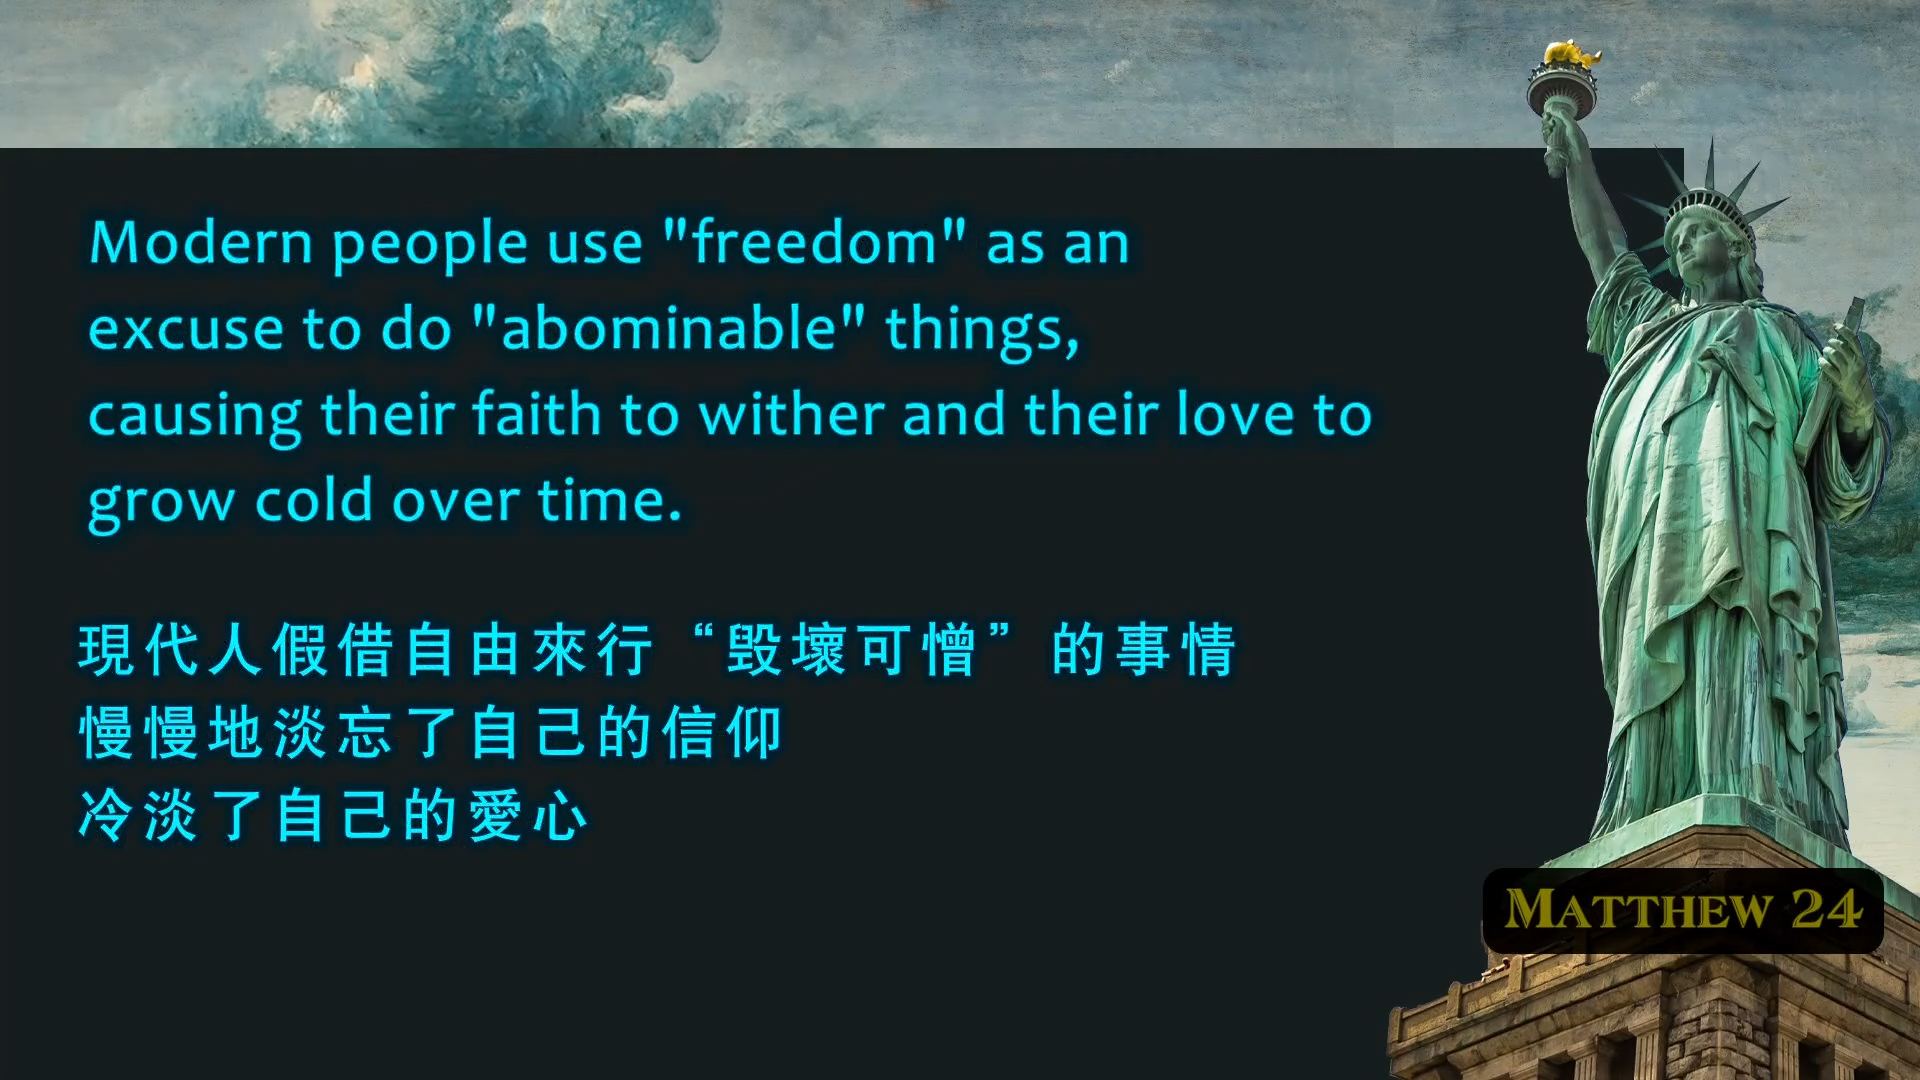 Modern people use "freedom" as an
excuse to do "abominable" things,
causing their faith to wither and their love to
grow cold over time.
現代人假借自由來行“毀壞可憎”的事情
慢慢地淡忘了自己的信仰
冷淡了自己的愛心
MATTHEW 24